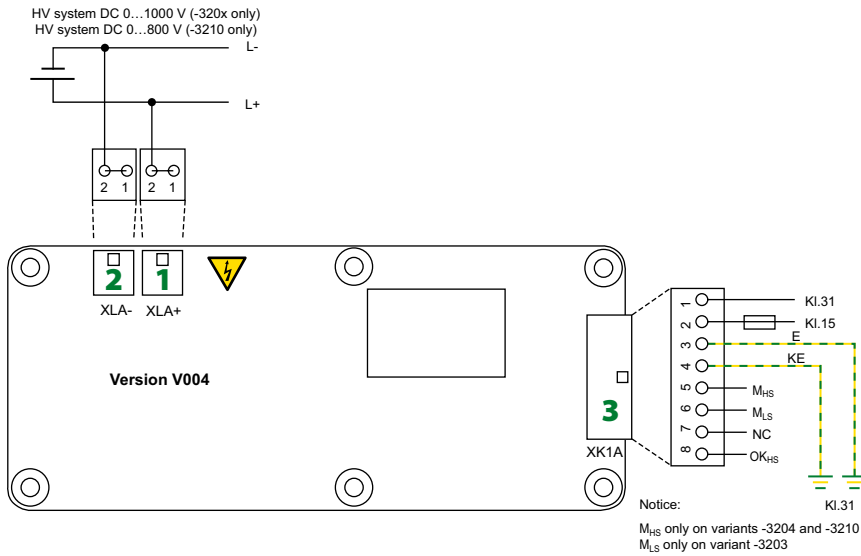 HV system DC 0...1000 V (-320x only)
HV system DC 0...800 V (-3210 only)
L-
L+
2 1 2 1
2 1
XLA- XLA+
Version V004
3
XK1A
1 Kl.31
2 Kl.15
3 E
4 KE
5 MHS
6 MLS
7 NC
8 OKHS
Kl.31
Notice:
MHS only on variants -3204 and -3210
MLS only on variant -3203